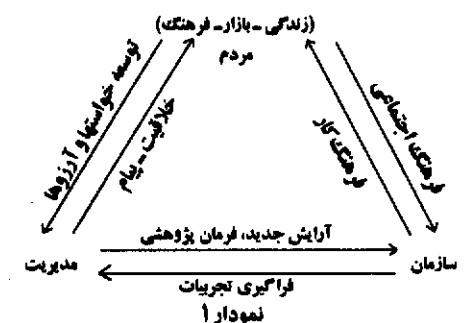 (زندگی ـ بازار ـ فرهنگ)
مردم
توسعه خواستها و آرزوها
خلاقیت ـ پیام
فرهنگ کار
فرهنگ اجتماعی
آرایش جدید، فرمان پژوهشی
مدیریت
سازمان
فراگیری تجربیات
نمودار ۱